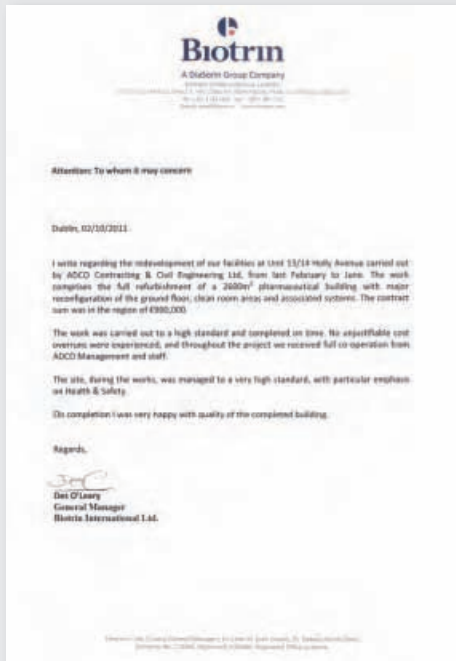 Biotrin
A DiaSorin Group Company
Attention: To whom it may concern
Dublin, 02/10/2011
I write regarding the redevelopment of our facilities at Unit 13/14 Holly Avenue carried out
by ADCO Contracting & Civil Engineering Ltd, from last February to June. The work
comprises the full refurbishment of a 2600m² pharmaceutical building with major
reconfiguration of the ground floor, clean room areas and associated systems. The contract
sum was in the region of €900,000.
The work was carried out to a high standard and completed on time. No unjustifiable cost
overruns were experienced, and throughout the project we received full co-operation from
ADCO Management and staff.
The site, during the works, was managed to a very high standard, with particular emphasis
on Health & Safety.
On completion I was very happy with quality of the completed building.
Regards,
Des O'Leary
General Manager
Biotrin International Ltd.